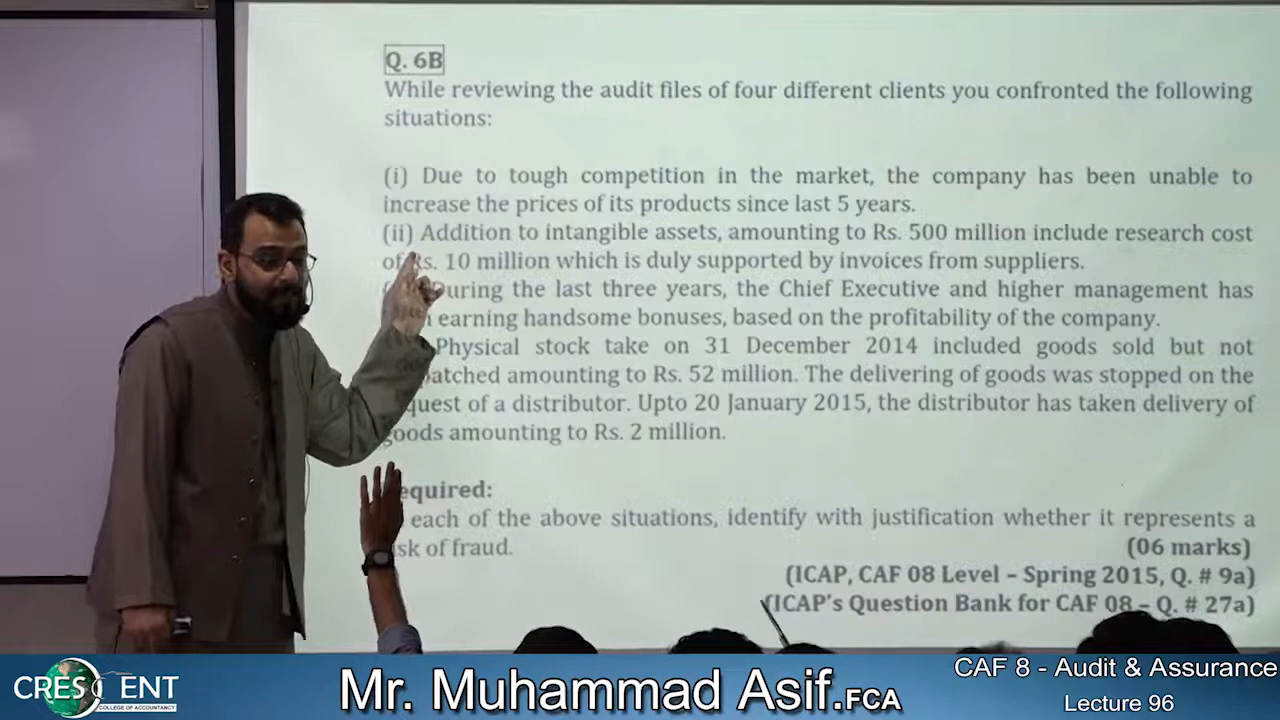 Q. 6B
While reviewing the audit files of four different clients you confronted the following
situations:
(i) Due to tough competition in the market, the company has been unable to
increase the prices of its products since last 5 years.
(ii) Addition to intangible assets, amounting to Rs. 500 million include research cost
of Rs. 10 million which is duly supported by invoices from suppliers.
During the last three years, the Chief Executive and higher management has
earning handsome bonuses, based on the profitability of the company.
Physical stock take on 31 December 2014 included goods sold but not
atched amounting to Rs. 52 million. The delivering of goods was stopped on the
quest of a distributor. Upto 20 January 2015, the distributor has taken delivery of
goods amounting to Rs. 2 million.
equired:
each of the above situations, identify with justification whether it represents a
sk of fraud.
(06 marks)
(ICAP, CAF 08 Level – Spring 2015, Q. # 9a)
(ICAP's Question Bank for CAF 08 – Q. # 27a)
CRESCENT
COLLEGE OF ACCOUNTANCY
Mr. Muhammad Asif.FCA
CAF 8 - Audit & Assurance
Lecture 96